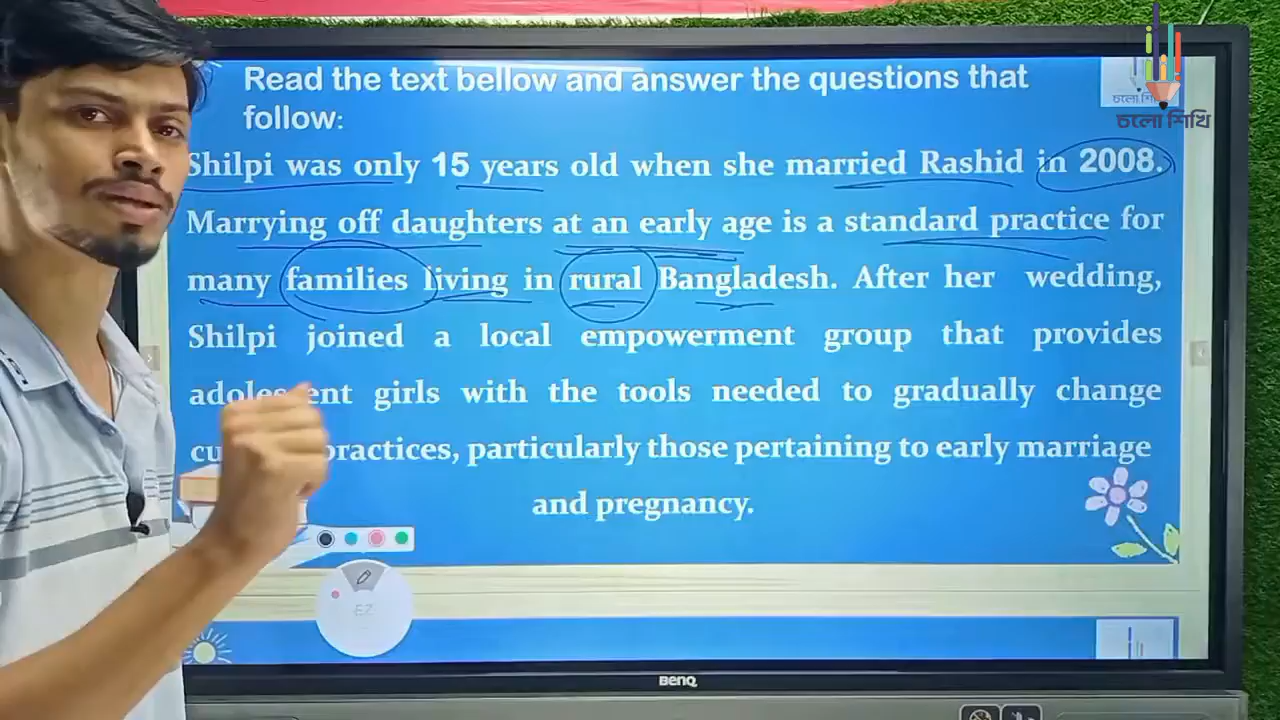 Read the text bellow and answer the questions that
follow:
Shilpi was only 15 years old when she married Rashid in 2008.
Marrying off daughters at an early age is a standard practice for
many families living in rural Bangladesh. After her wedding,
Shilpi joined a local empowerment group that provides
adolescent girls with the tools needed to gradually change
practices, particularly those pertaining to early marriage
and pregnancy.
EZ
BenQ
চলো শিখি